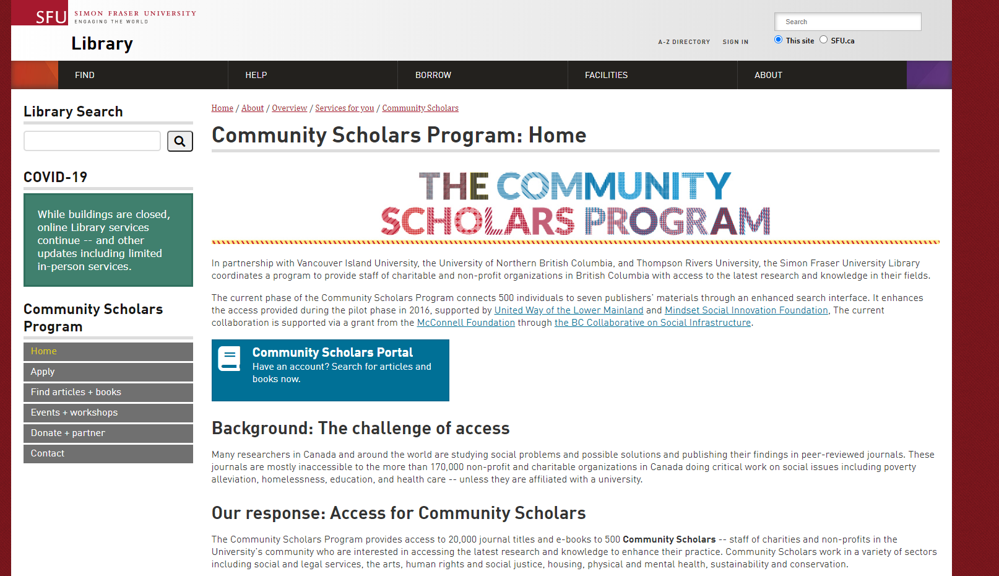 SFU
SIMON FRASER UNIVERSITY
ENGAGING THE WORLD
Library
A-Z DIRECTORY
SIGN IN
Search
This site
SFU.ca
FIND
HELP
BORROW
FACILITIES
ABOUT
Library Search
COVID-19
While buildings are closed,
online Library services
continue -- and other
updates including limited
in-person services.
Community Scholars
Program
Home
Apply
Find articles + books
Events + workshops
Donate + partner
Contact
Home / About / Overview / Services for you / Community Scholars
Community Scholars Program: Home
THE COMMUNITY
SCHOLARS PROGRAM
In partnership with Vancouver Island University, the University of Northern British Columbia, and Thompson Rivers University, the Simon Fraser University Library
coordinates a program to provide staff of charitable and non-profit organizations in British Columbia with access to the latest research and knowledge in their fields.
The current phase of the Community Scholars Program connects 500 individuals to seven publishers' materials through an enhanced search interface. It enhances
the access provided during the pilot phase in 2016, supported by United Way of the Lower Mainland and Mindset Social Innovation Foundation, The current
collaboration is supported via a grant from the McConnell Foundation through the BC Collaborative on Social Infrastructure.
Community Scholars Portal
Have an account? Search for articles and
books now.
Background: The challenge of access
Many researchers in Canada and around the world are studying social problems and possible solutions and publishing their findings in peer-reviewed journals. These
journals are mostly inaccessible to the more than 170,000 non-profit and charitable organizations in Canada doing critical work on social issues including poverty
alleviation, homelessness, education, and health care -- unless they are affiliated with a university.
Our response: Access for Community Scholars
The Community Scholars Program provides access to 20,000 journal titles and e-books to 500 Community Scholars -- staff of charities and non-profits in the
University's community who are interested in accessing the latest research and knowledge to enhance their practice. Community Scholars work in a variety of sectors
including social and legal services, the arts, human rights and social justice, housing, physical and mental health, sustainability and conservation.